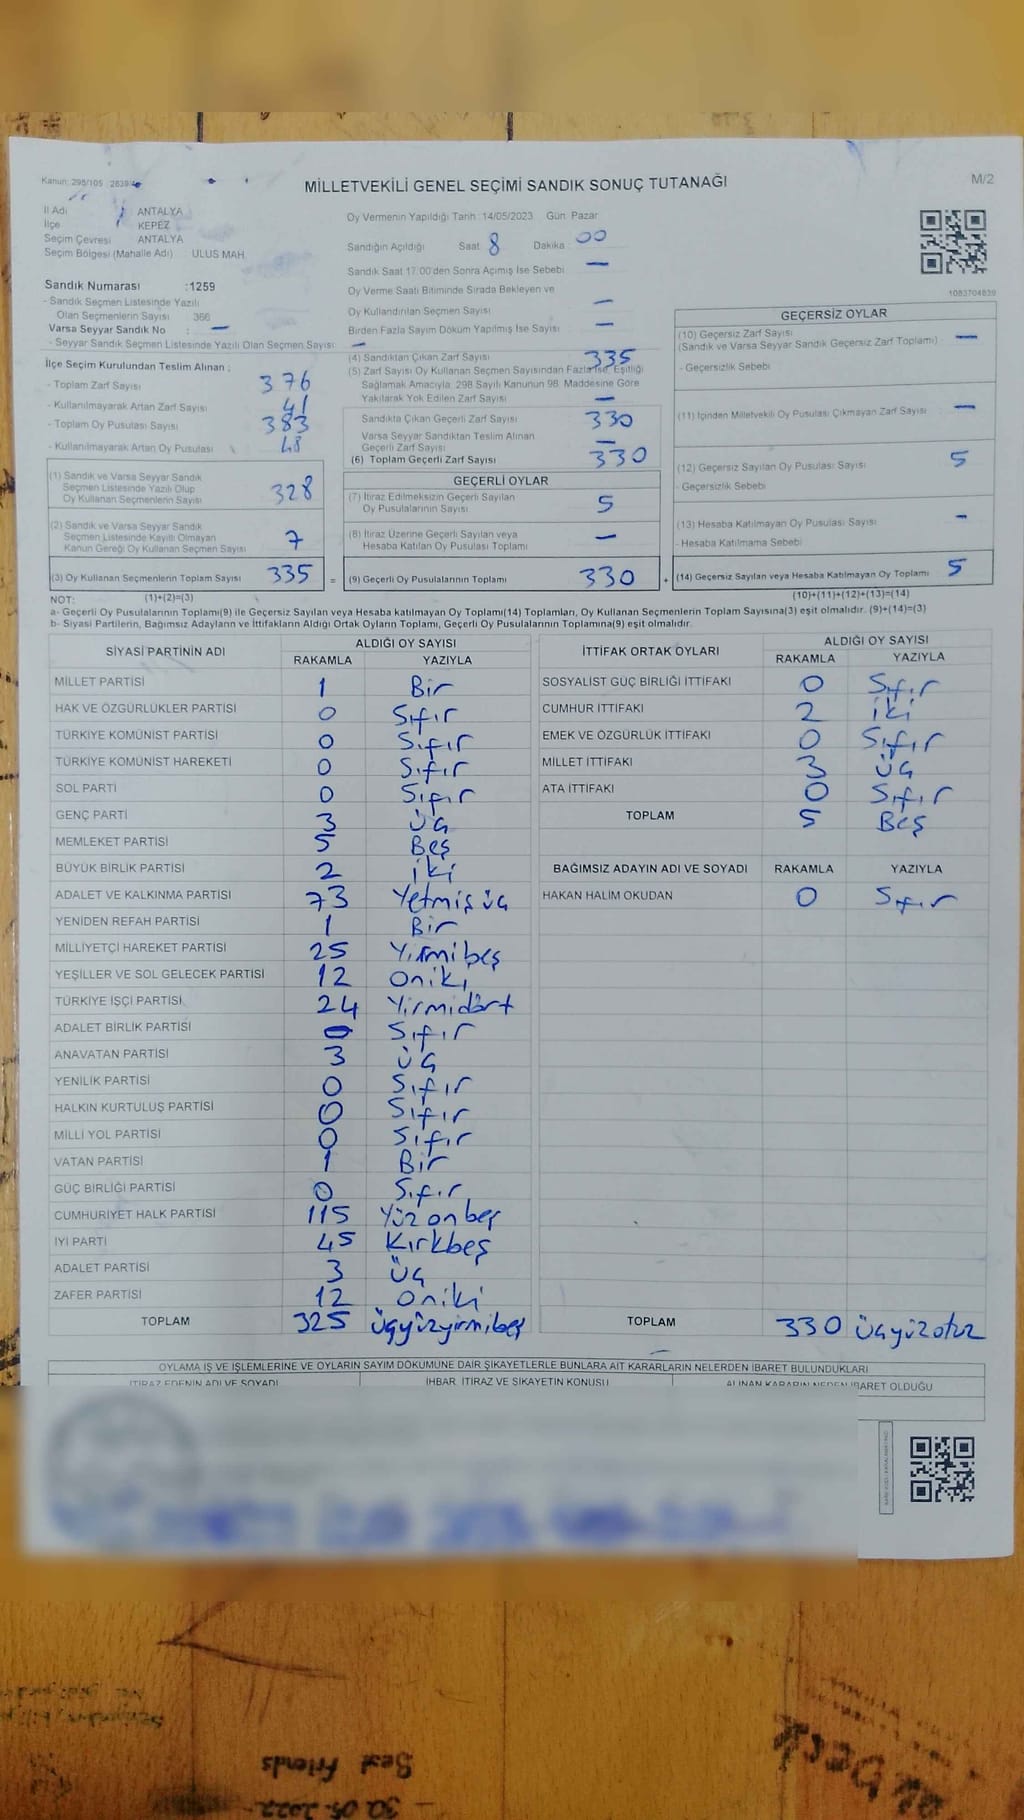 Kanun: 298/105 2839/
MİLLETVEKİLİ GENEL SEÇİMİ SANDIK SONUÇ TUTANAĞI
M/2
İl Adı ANTALYA
İlçe KEPEZ
Seçim Çevresi ANTALYA
Seçim Bölgesi (Mahalle Adı) ULUS MAH.
Oy Vermenin Yapıldığı Tarih :14/05/2023 Gün: Pazar
Sandığın Açıldığı Saat 8 Dakika 00
Sandık Saat 17.00'den Sonra Açımış İse Sebebi —
Oy Verme Saati Bitiminde Sırada Bekleyen ve
Oy Kullandırılan Seçmen Sayısı —
Birden Fazla Sayım Döküm Yapılmış İse Sayısı —
1083704839
Sandık Numarası :1259
- Sandık Seçmen Listesinde Yazılı
Olan Seçmenlerin Sayısı 366
Varsa Seyyar Sandık No : —
- Seyyar Sandık Seçmen Listesinde Yazılı Olan Seçmen Sayısı: —
İlçe Seçim Kurulundan Teslim Alınan ;
- Toplam Zarf Sayısı 376
- Kullanılmayarak Artan Zarf Sayısı 41
- Toplam Oy Pusulası Sayısı 383
- Kullanılmayarak Artan Oy Pusulası 48
(1) Sandık ve Varsa Seyyar Sandık
Seçmen Listesinde Yazılı Olup
Oy Kullanan Seçmenlerin Sayısı 328
(2) Sandık ve Varsa Seyyar Sandık
Seçmen Listesinde Kayıtlı Olmayan
Kanun Gereği Oy Kullanan Seçmen Sayısı 7
(3) Oy Kullanan Seçmenlerin Toplam Sayısı 335 =
(4) Sandıktan Çıkan Zarf Sayısı 335
(5) Zarf Sayısı Oy Kullanan Seçmen Sayısından Fazla İse, Eşitliği
Sağlamak Amacıyla, 298 Sayılı Kanunun 98. Maddesine Göre
Yakılarak Yok Edilen Zarf Sayısı —
Sandıkta Çıkan Geçerli Zarf Sayısı 330
Varsa Seyyar Sandıktan Teslim Alınan
Geçerli Zarf Sayısı —
(6) Toplam Geçerli Zarf Sayısı 330
GEÇERLİ OYLAR
(7) İtiraz Edilmeksizin Geçerli Sayılan
Oy Pusulalarının Sayısı 5
(8) İtiraz Üzerine Geçerli Sayılan veya
Hesaba Katılan Oy Pusulası Toplamı —
(9) Geçerli Oy Pusulalarının Toplamı 330 +
GEÇERSİZ OYLAR
(10) Geçersiz Zarf Sayısı
(Sandık ve Varsa Seyyar Sandık Geçersiz Zarf Toplamı) —
- Geçersizlik Sebebi
(11) İçinden Milletvekili Oy Pusulası Çıkmayan Zarf Sayısı —
(12) Geçersiz Sayılan Oy Pusulası Sayısı 5
- Geçersizlik Sebebi
(13) Hesaba Katılmayan Oy Pusulası Sayısı -
- Hesaba Katılmama Sebebi
(14) Geçersiz Sayılan veya Hesaba Katılmayan Oy Toplamı 5
NOT: (1)+(2)=(3) (10)+(11)+(12)+(13)=(14)
a- Geçerli Oy Pusulalarının Toplamı(9) ile Geçersiz Sayılan veya Hesaba katılmayan Oy Toplamı(14) Toplamları, Oy Kullanan Seçmenlerin Toplam Sayısına(3) eşit olmalıdır. (9)+(14)=(3)
b- Siyasi Partilerin, Bağımsız Adayların ve İttifakların Aldığı Ortak Oyların Toplamı, Geçerli Oy Pusulalarının Toplamına(9) eşit olmalıdır.
SİYASİ PARTİNİN ADI ALDIĞI OY SAYISI
RAKAMLA YAZIYLA
MİLLET PARTİSİ 1 Bir
HAK VE ÖZGÜRLÜKLER PARTİSİ 0 Sıfır
TÜRKİYE KOMÜNİST PARTİSİ 0 Sıfır
TÜRKİYE KOMÜNİST HAREKETİ 0 Sıfır
SOL PARTİ 0 Sıfır
GENÇ PARTİ 3 Üç
MEMLEKET PARTİSİ 5 Beş
BÜYÜK BİRLİK PARTİSİ 2 İki
ADALET VE KALKINMA PARTİSİ 73 Yetmişüç
YENİDEN REFAH PARTİSİ 1 Bir
MİLLİYETÇİ HAREKET PARTİSİ 25 Yirmibeş
YEŞİLLER VE SOL GELECEK PARTİSİ 12 Oniki
TÜRKİYE İŞÇİ PARTİSİ 24 Yirmidört
ADALET BİRLİK PARTİSİ 0 Sıfır
ANAVATAN PARTİSİ 3 Üç
YENİLİK PARTİSİ 0 Sıfır
HALKIN KURTULUŞ PARTİSİ 0 Sıfır
MİLLİ YOL PARTİSİ 0 Sıfır
VATAN PARTİSİ 1 Bir
GÜÇ BİRLİĞİ PARTİSİ 0 Sıfır
CUMHURİYET HALK PARTİSİ 115 Yüzonbeş
İYİ PARTİ 45 Kırkbeş
ADALET PARTİSİ 3 Üç
ZAFER PARTİSİ 12 Oniki
TOPLAM 325 Üçyüzyirmibeş
İTTİFAK ORTAK OYLARI ALDIĞI OY SAYISI
RAKAMLA YAZIYLA
SOSYALİST GÜÇ BİRLİĞİ İTTİFAKI 0 Sıfır
CUMHUR İTTİFAKI 2 İki
EMEK VE ÖZGÜRLÜK İTTİFAKI 0 Sıfır
MİLLET İTTİFAKI 3 Üç
ATA İTTİFAKI 0 Sıfır
TOPLAM 5 Beş
BAĞIMSIZ ADAYIN ADI VE SOYADI RAKAMLA YAZIYLA
HAKAN HALİM OKUDAN 0 Sıfır
TOPLAM 330 Üçyüzotuz
OYLAMA İŞ VE İŞLEMLERİNE VE OYLARIN SAYIM DÖKÜMÜNE DAİR ŞİKAYETLERLE BUNLARA AİT KARARLARIN NELERDEN İBARET BULUNDUKLARI
İTİRAZ EDENİN ADI VE SOYADI İHBAR, İTİRAZ VE ŞİKAYETİN KONUSU ALINAN KARARIN NEDEN İBARET OLDUĞU
Best
Friends
30.05.2022